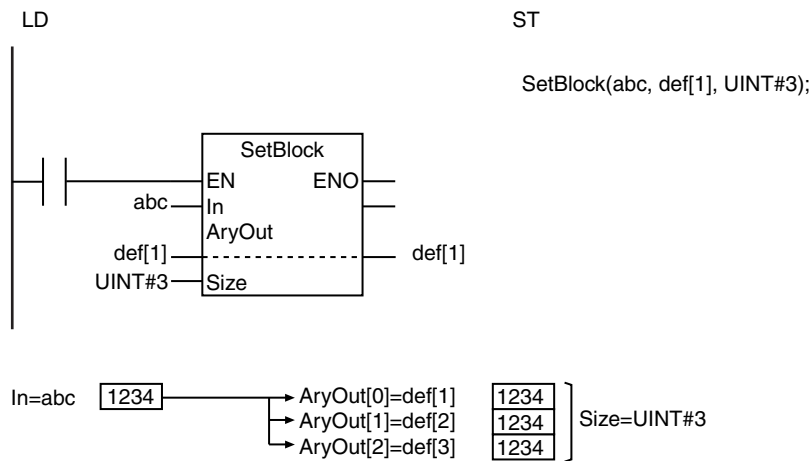 LD
ST
SetBlock(abc, def[1], UINT#3);
SetBlock
EN ENO
abc In
AryOut
def[1] def[1]
UINT#3 Size
In=abc 1234 AryOut[0]=def[1] 1234
AryOut[1]=def[2] 1234 Size=UINT#3
AryOut[2]=def[3] 1234